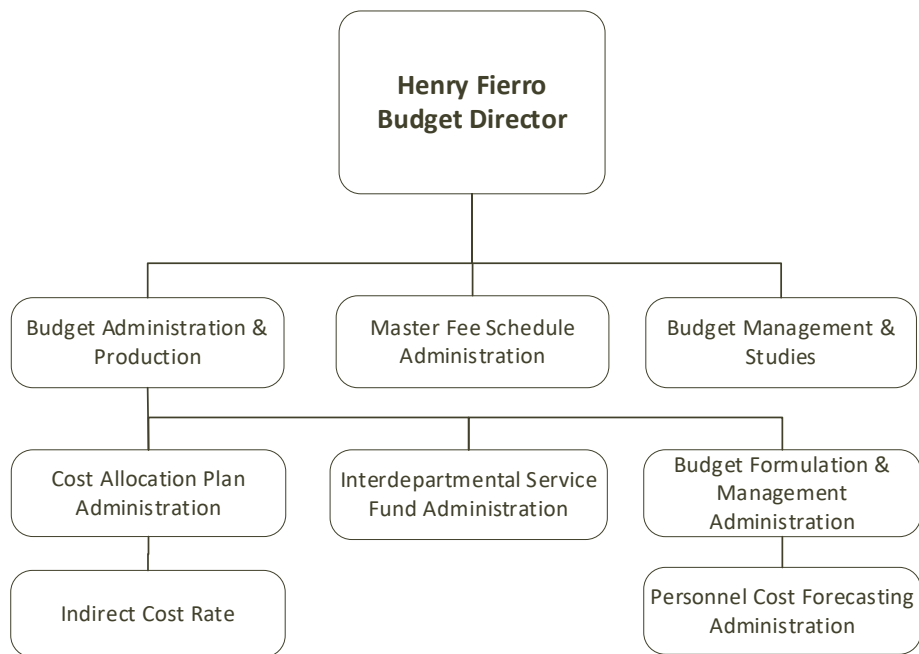 Henry Fierro
Budget Director
Budget Administration &
Production
Master Fee Schedule
Administration
Budget Management &
Studies
Cost Allocation Plan
Administration
Interdepartmental Service
Fund Administration
Budget Formulation &
Management
Administration
Indirect Cost Rate
Personnel Cost Forecasting
Administration